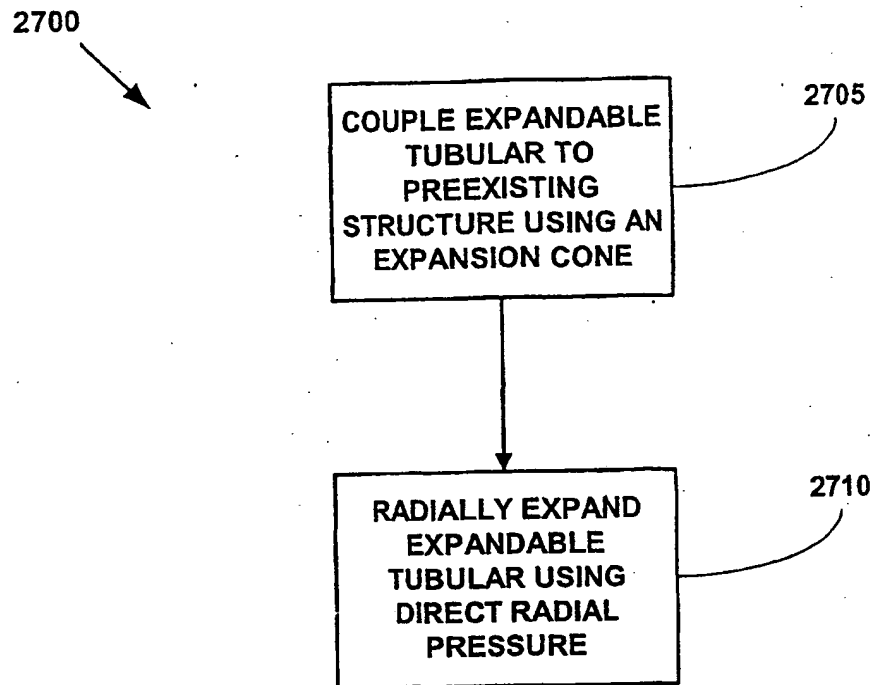 2700
COUPLE EXPANDABLE
TUBULAR TO
PREEXISTING
STRUCTURE USING AN
EXPANSION CONE
2705
RADIALLY EXPAND
EXPANDABLE
TUBULAR USING
DIRECT RADIAL
PRESSURE
2710